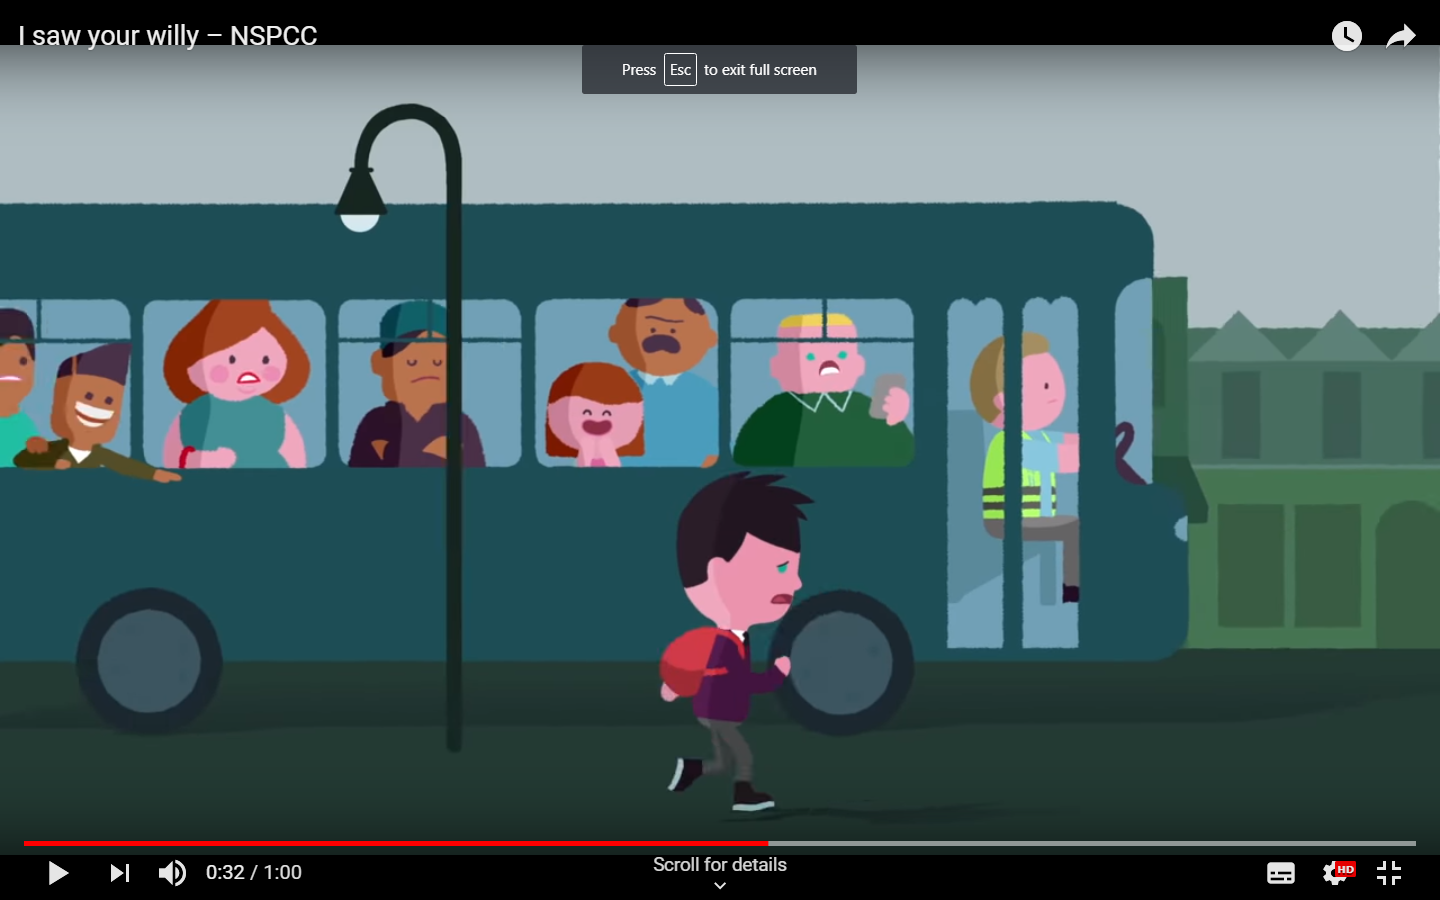 I saw your willy – NSPCC
Press Esc to exit full screen
0:32 / 1:00
Scroll for details
HD